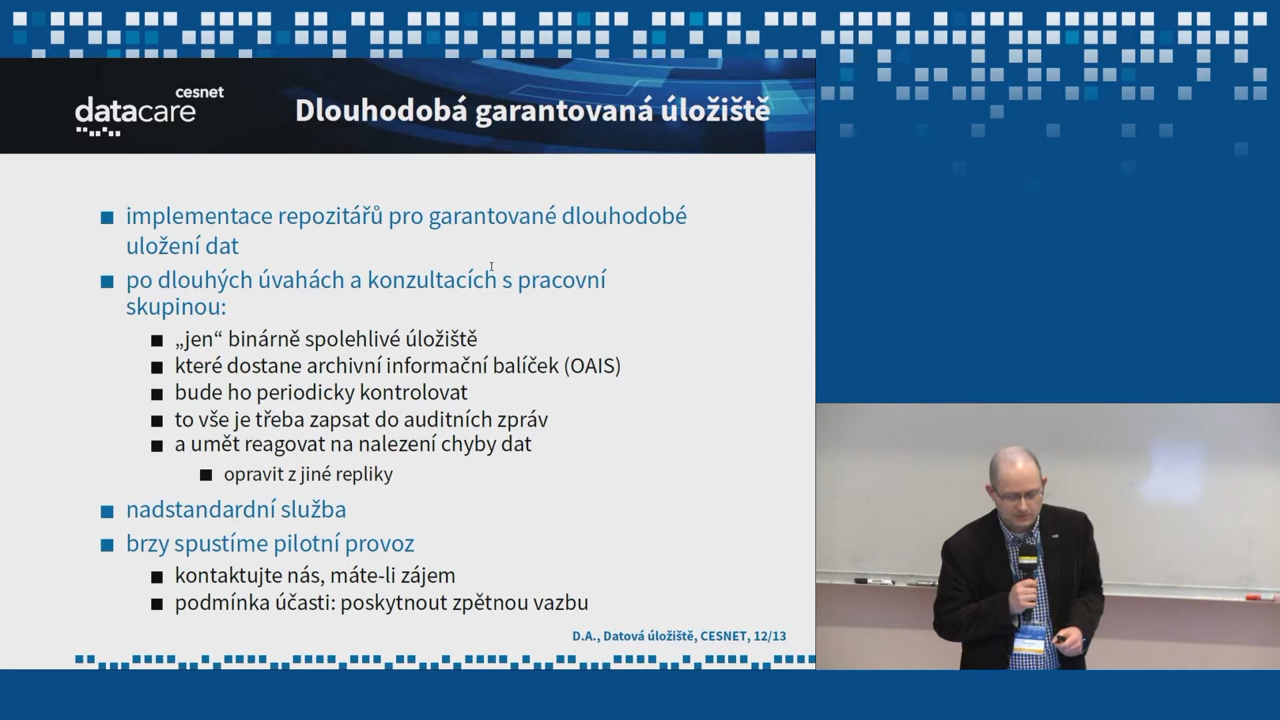 cesnet
datacare
Dlouhodobá garantovaná úložiště
implementace repozitářů pro garantované dlouhodobé
uložení dat
po dlouhých úvahách a konzultacích s pracovní
skupinou:
„jen“ binárně spolehlivé úložiště
které dostane archivní informační balíček (OAIS)
bude ho periodicky kontrolovat
to vše je třeba zapsat do auditních zpráv
a umět reagovat na nalezení chyby dat
opravit z jiné repliky
nadstandardní služba
brzy spustíme pilotní provoz
kontaktujte nás, máte-li zájem
podmínka účasti: poskytnout zpětnou vazbu
D.A., Datová úložiště, CESNET, 12/13